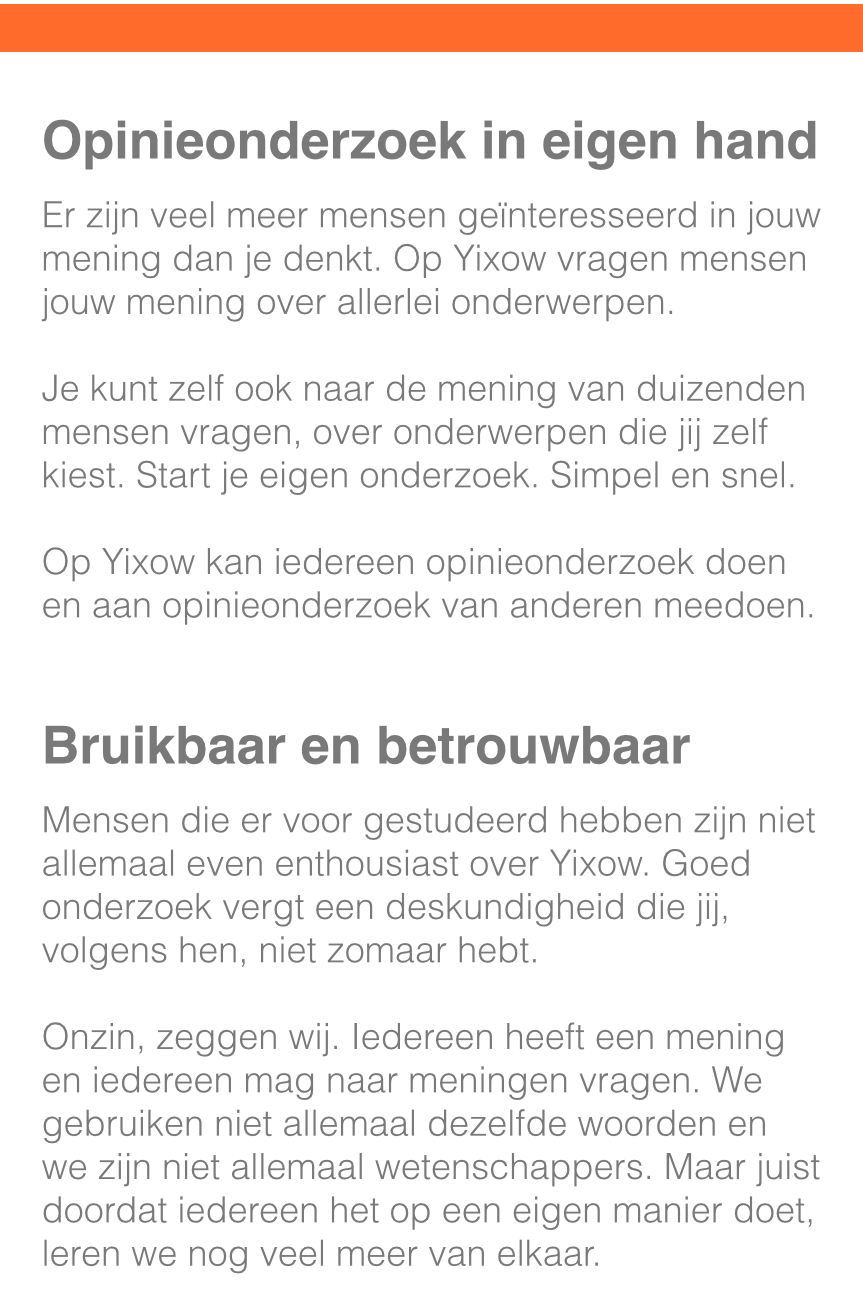 Opinieonderzoek in eigen hand
Er zijn veel meer mensen geïnteresseerd in jouw
mening dan je denkt. Op Yixow vragen mensen
jouw mening over allerlei onderwerpen.
Je kunt zelf ook naar de mening van duizenden
mensen vragen, over onderwerpen die jij zelf
kiest. Start je eigen onderzoek. Simpel en snel.
Op Yixow kan iedereen opinieonderzoek doen
en aan opinieonderzoek van anderen meedoen.
Bruikbaar en betrouwbaar
Mensen die er voor gestudeerd hebben zijn niet
allemaal even enthousiast over Yixow. Goed
onderzoek vergt een deskundigheid die jij,
volgens hen, niet zomaar hebt.
Onzin, zeggen wij. Iedereen heeft een mening
en iedereen mag naar meningen vragen. We
gebruiken niet allemaal dezelfde woorden en
we zijn niet allemaal wetenschappers. Maar juist
doordat iedereen het op een eigen manier doet,
leren we nog veel meer van elkaar.